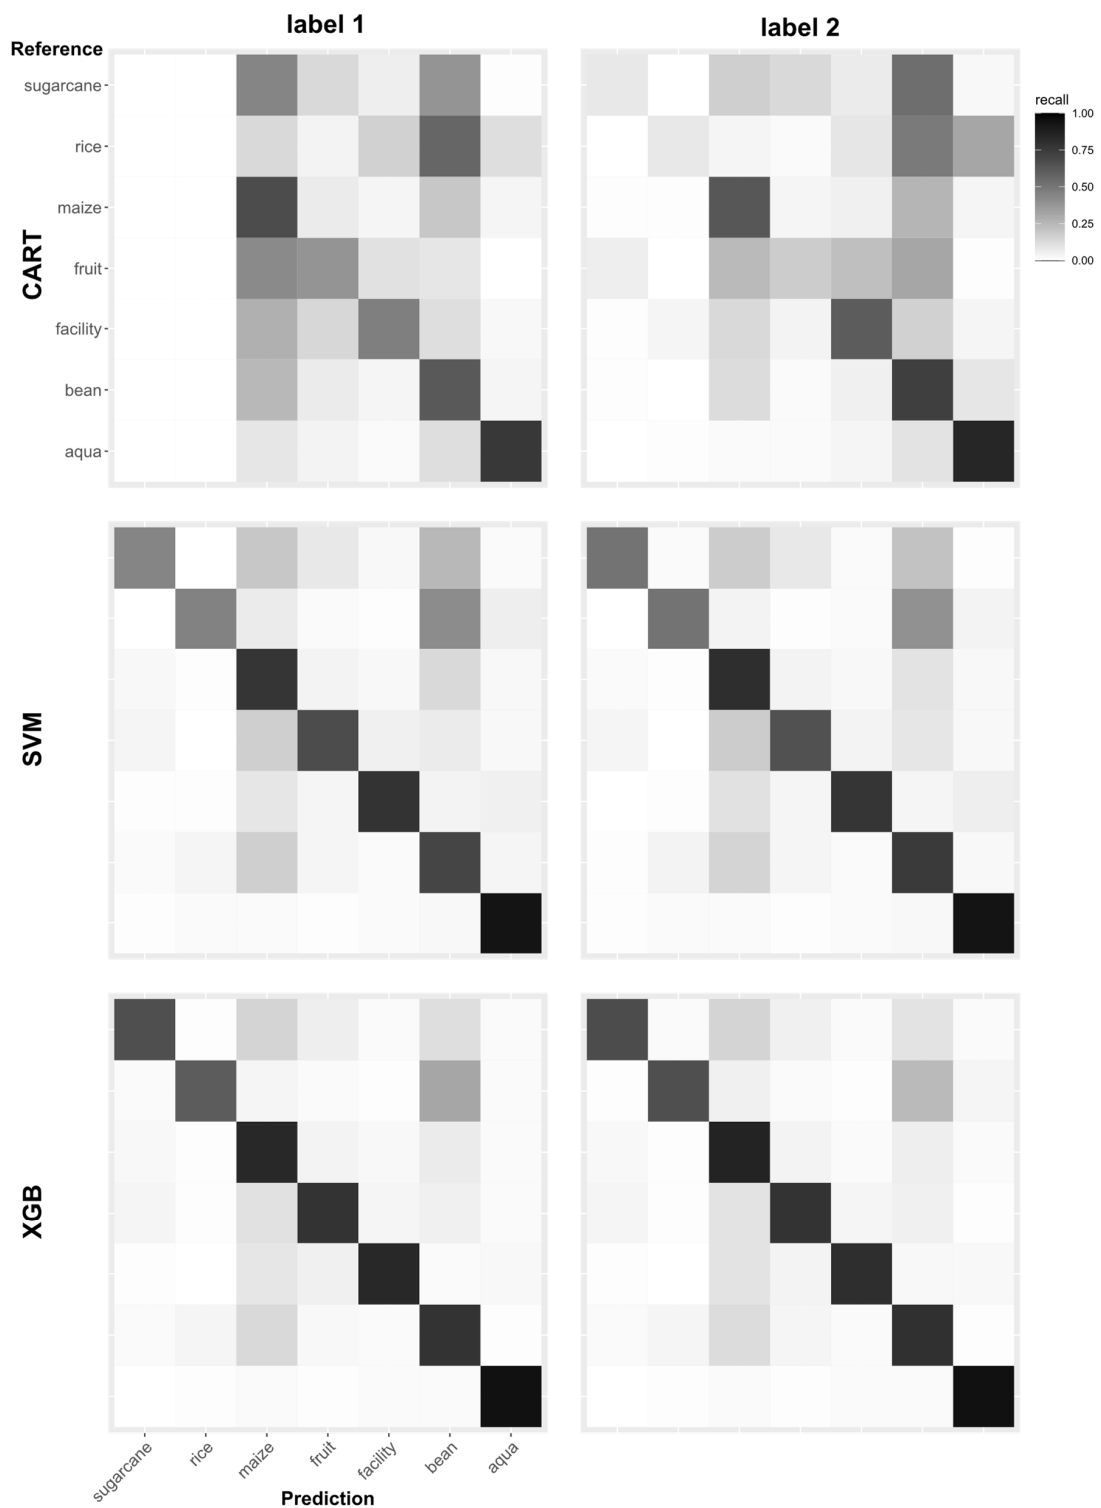 label 1
label 2
Reference
sugarcane
rice
maize
fruit
facility
bean
aqua
CART
recall
1.00
0.75
0.50
0.25
0.00
SVM
XGB
sugarcane
rice
maize
fruit
facility
bean
aqua
Prediction